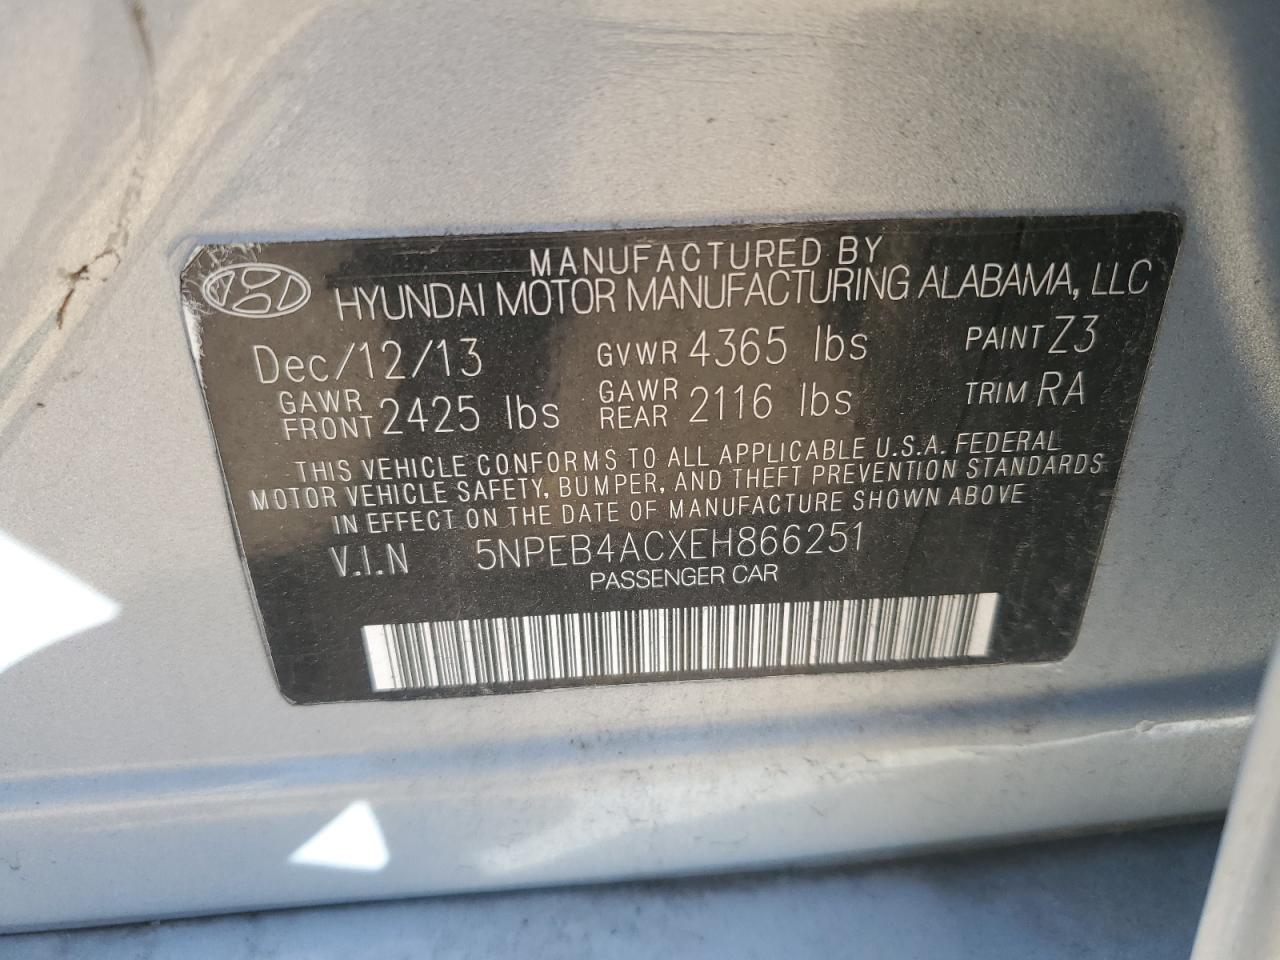 MANUFACTURED BY
HYUNDAI MOTOR MANUFACTURING ALABAMA, LLC
Dec/12/13 GVWR 4365 lbs PAINT Z3
GAWR FRONT 2425 lbs GAWR REAR 2116 lbs TRIM RA
THIS VEHICLE CONFORMS TO ALL APPLICABLE U.S.A. FEDERAL
MOTOR VEHICLE SAFETY, BUMPER, AND THEFT PREVENTION STANDARDS
IN EFFECT ON THE DATE OF MANUFACTURE SHOWN ABOVE
V.I.N 5NPEB4ACXEH866251
PASSENGER CAR